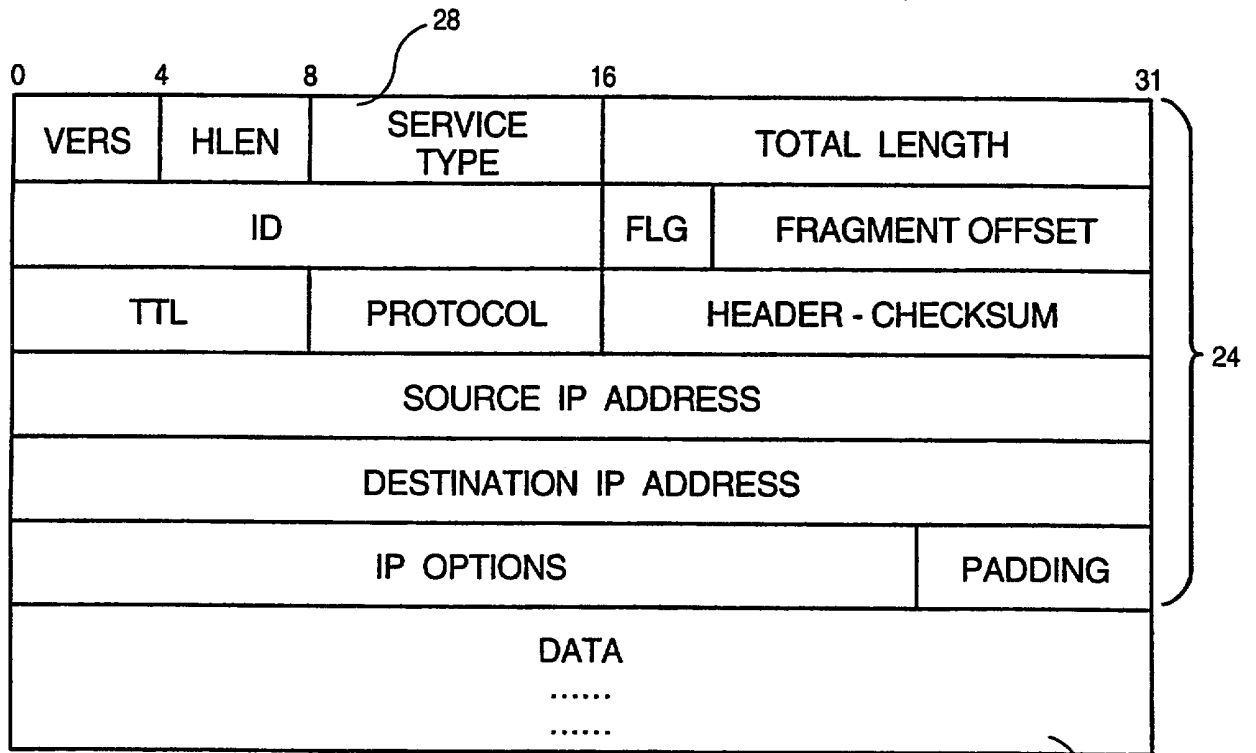 28
0 4 8 16 31
VERS HLEN SERVICE TYPE TOTAL LENGTH
ID FLG FRAGMENT OFFSET
TTL PROTOCOL HEADER - CHECKSUM
24
SOURCE IP ADDRESS
DESTINATION IP ADDRESS
IP OPTIONS PADDING
DATA
......
......